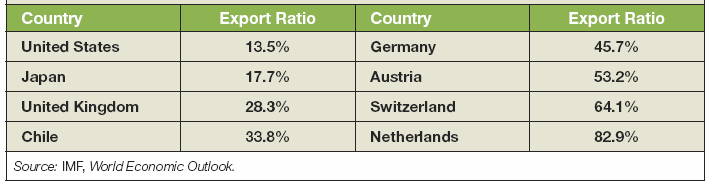 Country Export Ratio Country Export Ratio
United States 13.5% Germany 45.7%
Japan 17.7% Austria 53.2%
United Kingdom 28.3% Switzerland 64.1%
Chile 33.8% Netherlands 82.9%
Source: IMF, World Economic Outlook.